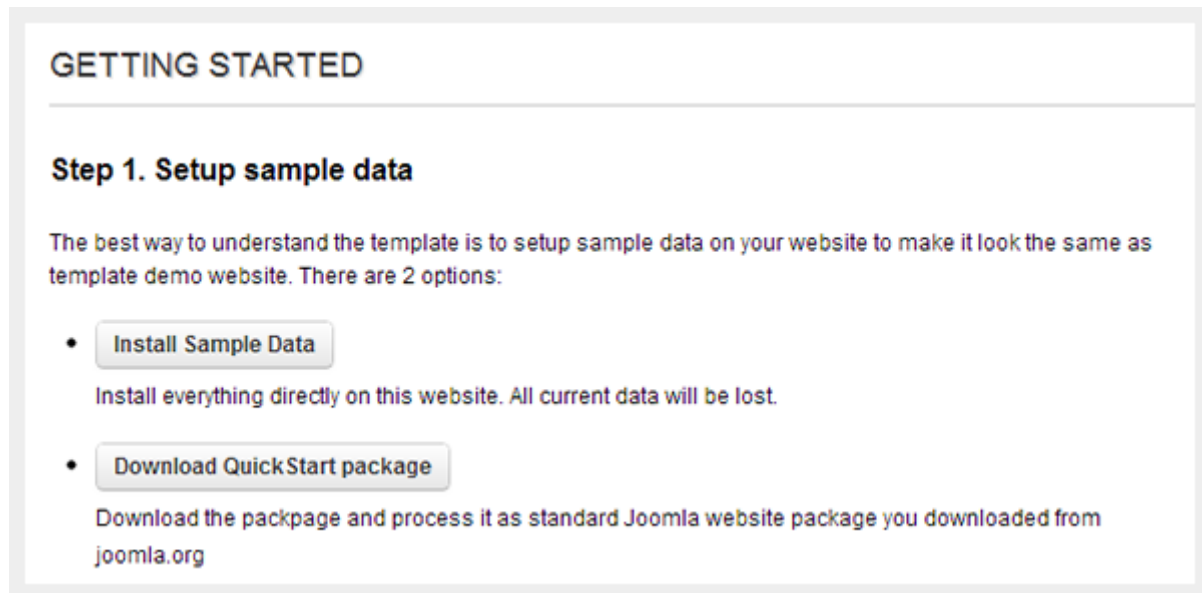 GETTING STARTED
Step 1. Setup sample data
The best way to understand the template is to setup sample data on your website to make it look the same as
template demo website. There are 2 options:
• Install Sample Data
Install everything directly on this website. All current data will be lost.
• Download QuickStart package
Download the packpage and process it as standard Joomla website package you downloaded from
joomla.org